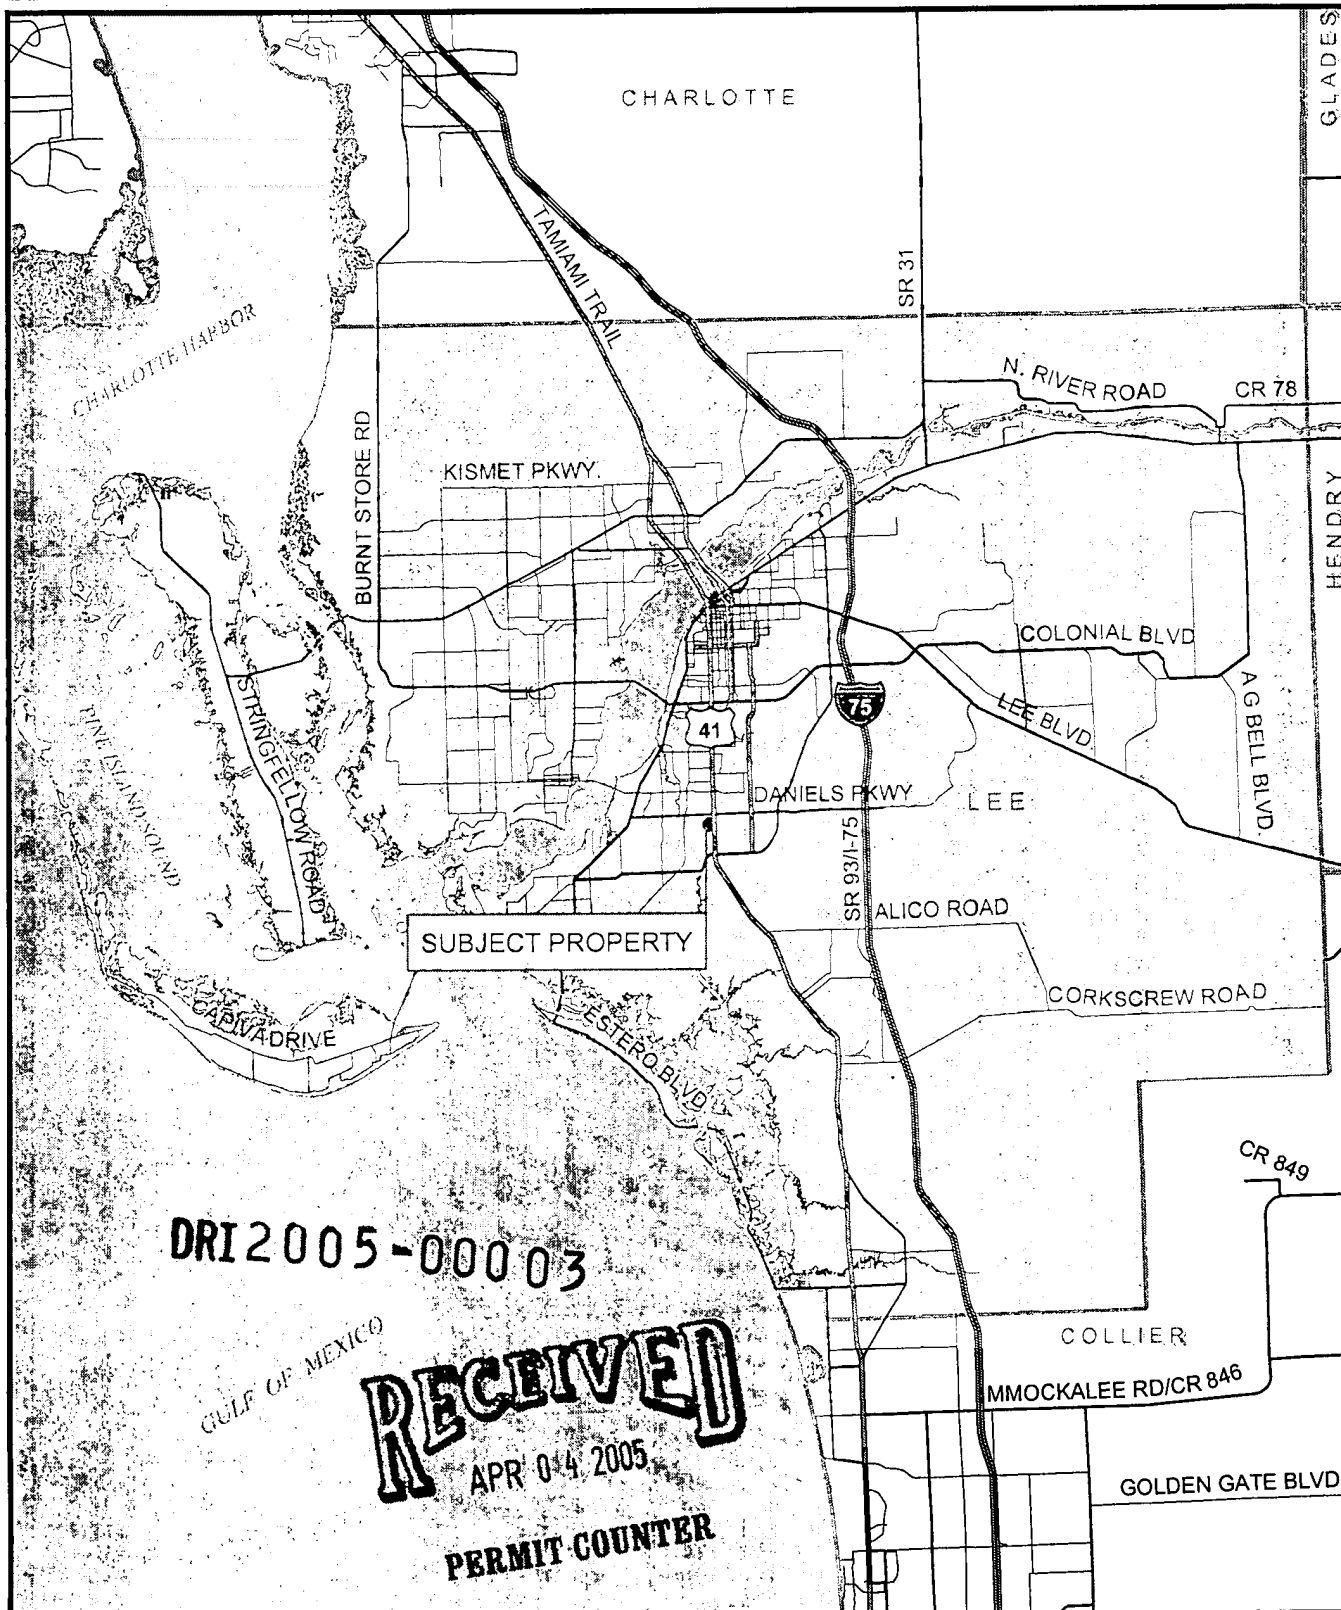 GLADES
CHARLOTTE
TAMIAMI TRAIL
SR 31
CHARLOTTE HARBOR
N. RIVER ROAD
CR 78
BURNT STORE RD
KISMET PKWY.
HENDRY
COLONIAL BLVD
STRINGFELLOW ROAD
PINE ISLAND SOUND
75
41
LEE BLVD.
AGBELL BLVD.
DANIELS PKWY
LEE
SR 93/I-75
ALICO ROAD
SUBJECT PROPERTY
CORKSCREW ROAD
CAPIVA DRIVE
ESTERO BLVD
CR 849
DRI2005-00003
GULF OF MEXICO
COLLIER
RECEIVED
MMOCKALEE RD/CR 846
APR 04 2005
GOLDEN GATE BLVD
PERMIT COUNTER